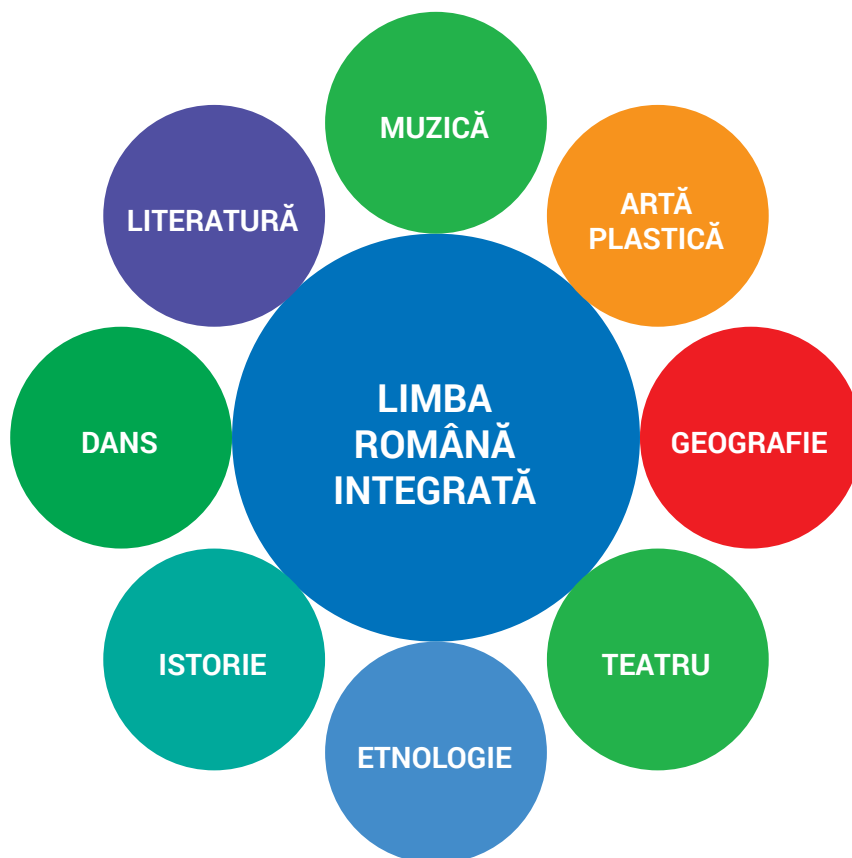 MUZICĂ
LITERATURĂ
ARTĂ
PLASTICĂ
LIMBA
ROMÂNĂ
INTEGRATĂ
DANS
GEOGRAFIE
ISTORIE
TEATRU
ETNOLOGIE